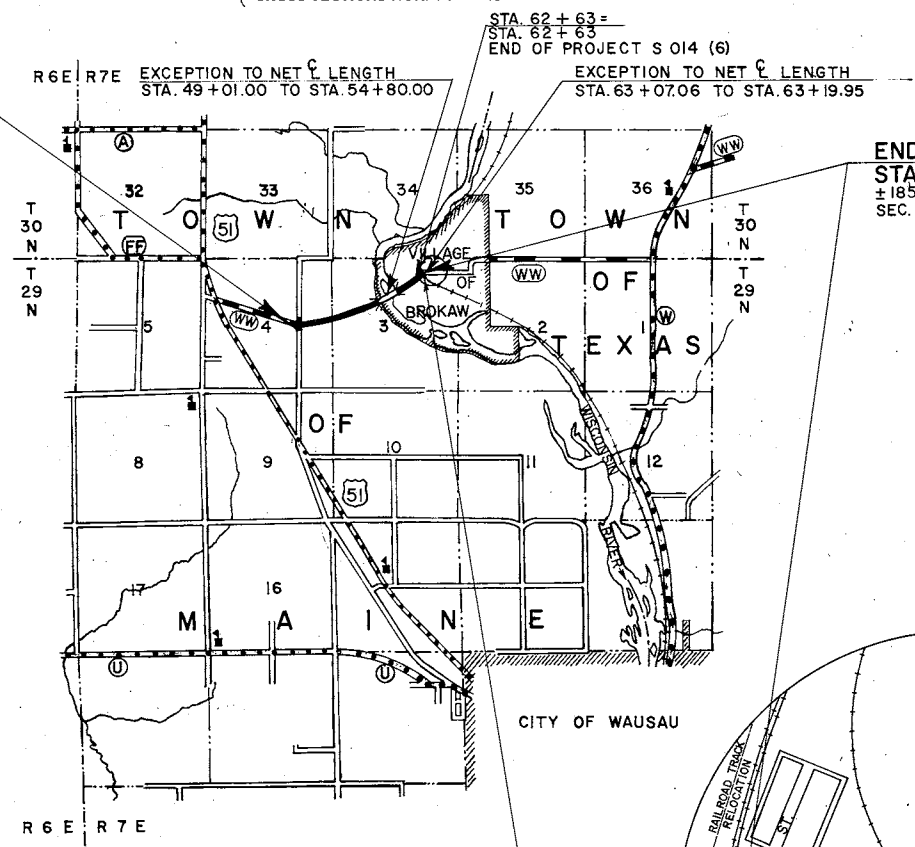 STA. 62 + 63 =
STA. 62 + 63
END OF PROJECT S 014 (6)
R6E R7E
EXCEPTION TO NET ℄ LENGTH
STA. 49 +01.00 TO STA. 54+80.00
EXCEPTION TO NET ℄ LENGTH
STA. 63 + 07.06 TO STA. 63 +19.95
A
WW
END
STA
±185
SEC.
32
33
34
35
36
T
30
N
T O W N
51
T O W N
T
30
N
FF
VILLAGE
OF
BROKAW
WW
OF
T
29
N
T
29
N
5
WW
4
3
2
1
W
TEXAS
OF
8
9
10
11
12
51
WISCONSIN
RIVER
17
16
M A I N E
U
U
CITY OF WAUSAU
RAILROAD TRACK
RELOCATION
ST.
R 6 E R 7 E